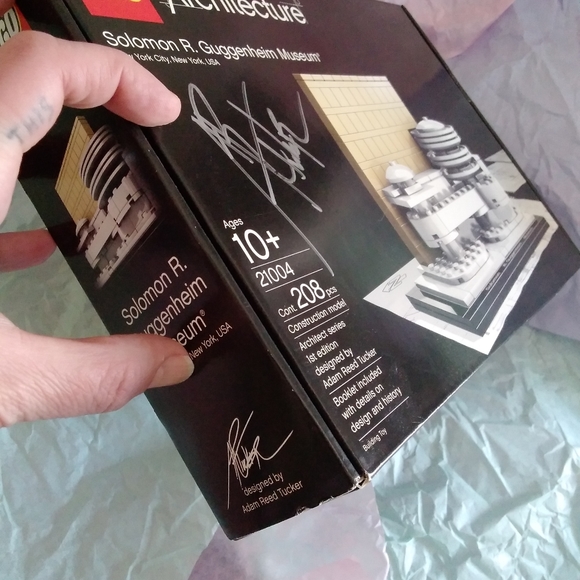 Architecture
Solomon R. Guggenheim Museum®
York City, New York, USA
Ages
10+
21004
Cont. 208 pcs
Construction model
Architect series
1st edition
designed by
Adam Reed Tucker
Booklet included
with details on
design and history
Building Toy
Solomon R.
Guggenheim
seum®
New York, USA
designed by
Adam Reed Tucker